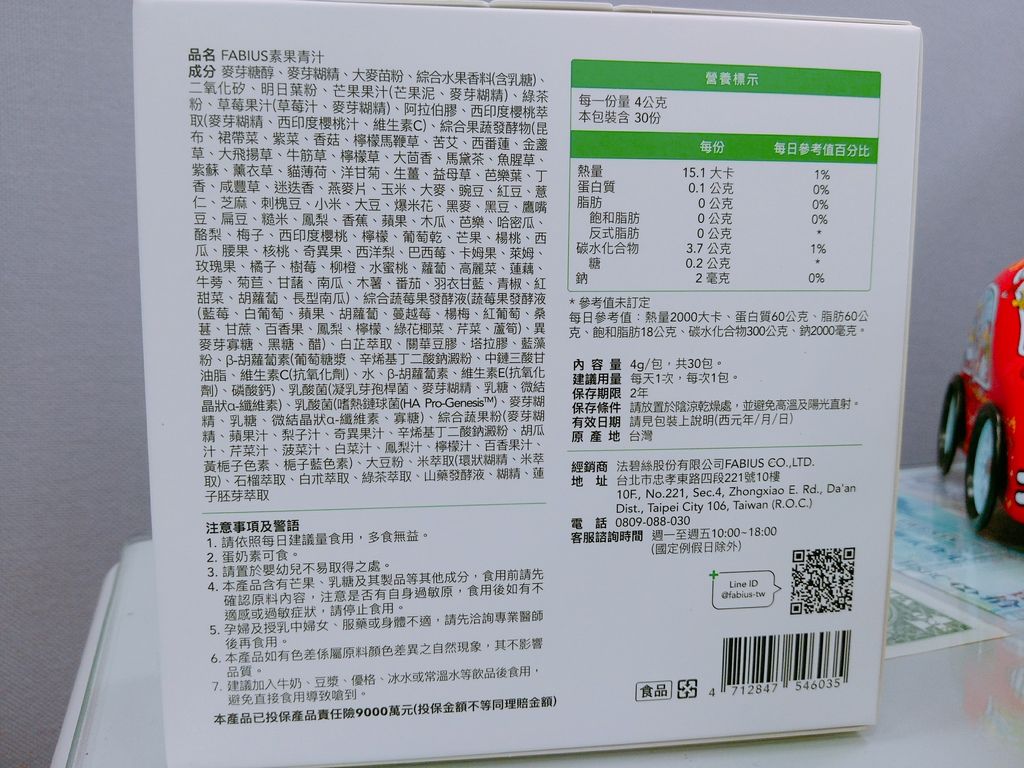 品名 FABIUS素果青汁
成分 麥芽糖醇、麥芽糊精、大麥苗粉、綜合水果香料(含乳糖)、
二氧化矽、明日葉粉、芒果果汁(芒果泥、麥芽糊精)、綠茶
粉、草莓果汁(草莓汁、麥芽糊精)、阿拉伯膠、西印度櫻桃萃
取(麥芽糊精、西印度櫻桃汁、維生素C)、綜合果蔬發酵物(昆
布、裙帶菜、紫菜、香菇、檸檬馬鞭草、苦艾、西番蓮、金盞
草、大飛揚草、牛筋草、檸檬草、大茴香、馬黛茶、魚腥草、
紫蘇、薰衣草、貓薄荷、洋甘菊、生薑、益母草、芭樂葉、丁
香、咸豐草、迷迭香、燕麥片、玉米、大麥、豌豆、紅豆、薏
仁、芝麻、刺槐豆、小米、大豆、爆米花、黑麥、黑豆、鷹嘴
豆、扁豆、糙米、鳳梨、香蕉、蘋果、木瓜、芭樂、哈密瓜、
酪梨、梅子、西印度櫻桃、檸檬、葡萄乾、芒果、楊桃、西
瓜、腰果、核桃、奇異果、西洋梨、巴西莓、卡姆果、萊姆、
玫瑰果、橘子、樹莓、柳橙、水蜜桃、蘿蔔、高麗菜、蓮藕、
牛蒡、菊苣、甘藷、南瓜、木薯、番茄、羽衣甘藍、青椒、紅
甜菜、胡蘿蔔、長型南瓜)、綜合蔬莓果發酵液(蔬莓果發酵液
(藍莓、白葡萄、蘋果、胡蘿蔔、蔓越莓、楊梅、紅葡萄、桑
葚、甘蔗、百香果、鳳梨、檸檬、綠花椰菜、芹菜、蘆筍)、異
麥芽寡糖、黑糖、醋)、白芷萃取、關華豆膠、塔拉膠、藍藻
粉、β-胡蘿蔔素(葡萄糖漿、辛烯基丁二酸鈉澱粉、中鏈三酸甘
油脂、維生素C(抗氧化劑)、水、β-胡蘿蔔素、維生素E(抗氧化
劑)、磷酸鈣)、乳酸菌(凝乳芽孢桿菌、麥芽糊精、乳糖、微結
晶狀α-纖維素)、乳酸菌(嗜熱鏈球菌(HA Pro-Genesis™)、麥芽糊
精、乳糖、微結晶狀α-纖維素、寡糖)、綜合蔬果粉(麥芽糊
精、蘋果汁、梨子汁、奇異果汁、辛烯基丁二酸鈉澱粉、胡瓜
汁、芹菜汁、菠菜汁、白菜汁、鳳梨汁、檸檬汁、百香果汁、
黃梔子色素、梔子藍色素)、大豆粉、米萃取(環狀糊精、米萃
取)、石榴萃取、白朮萃取、綠茶萃取、山藥發酵液、糊精、蓮
子胚芽萃取
注意事項及警語
1. 請依照每日建議量食用，多食無益。
2. 蛋奶素可食。
3. 請置於嬰幼兒不易取得之處。
4. 本產品含有芒果、乳糖及其製品等其他成分，食用前請先
確認原料內容，注意是否有自身過敏原，食用後如有不
適感或過敏症狀，請停止食用。
5. 孕婦及授乳中婦女、服藥或身體不適，請先洽詢專業醫師
後再食用。
6. 本產品如有色差係屬原料顏色差異之自然現象，其不影響
品質。
7. 建議加入牛奶、豆漿、優格、冰水或常溫水等飲品後食用，
避免直接食用導致嗆到。
本產品已投保產品責任險9000萬元(投保金額不等同理賠金額)
營養標示
每一份量 4公克
本包裝含 30份
每份 每日參考值百分比
熱量 15.1 大卡 1%
蛋白質 0.1 公克 0%
脂肪 0 公克 0%
飽和脂肪 0 公克 0%
反式脂肪 0 公克 *
碳水化合物 3.7 公克 1%
糖 0.2 公克 *
鈉 2 毫克 0%
* 參考值未訂定
每日參考值：熱量2000大卡、蛋白質60公克、脂肪60公
克、飽和脂肪18公克、碳水化合物300公克、鈉2000毫克。
內容量 4g/包，共30包。
建議用量 每天1次，每次1包。
保存期限 2年
保存條件 請放置於陰涼乾燥處，並避免高溫及陽光直射。
有效日期 請見包裝上說明(西元年/月/日)
原產地 台灣
經銷商 法碧絲股份有限公司FABIUS CO.,LTD.
地址 台北市忠孝東路四段221號10樓
10F., No.221, Sec.4, Zhongxiao E. Rd., Da'an
Dist., Taipei City 106, Taiwan (R.O.C.)
電話 0809-088-030
客服諮詢時間 週一至週五10:00~18:00
(國定例假日除外)
Line ID
@fabius-tw
食品
4 712847 546035